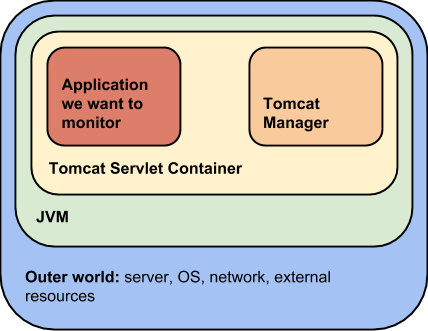 Application
we want to
monitor
Tomcat
Manager
Tomcat Servlet Container
JVM
Outer world: server, OS, network, external
resources